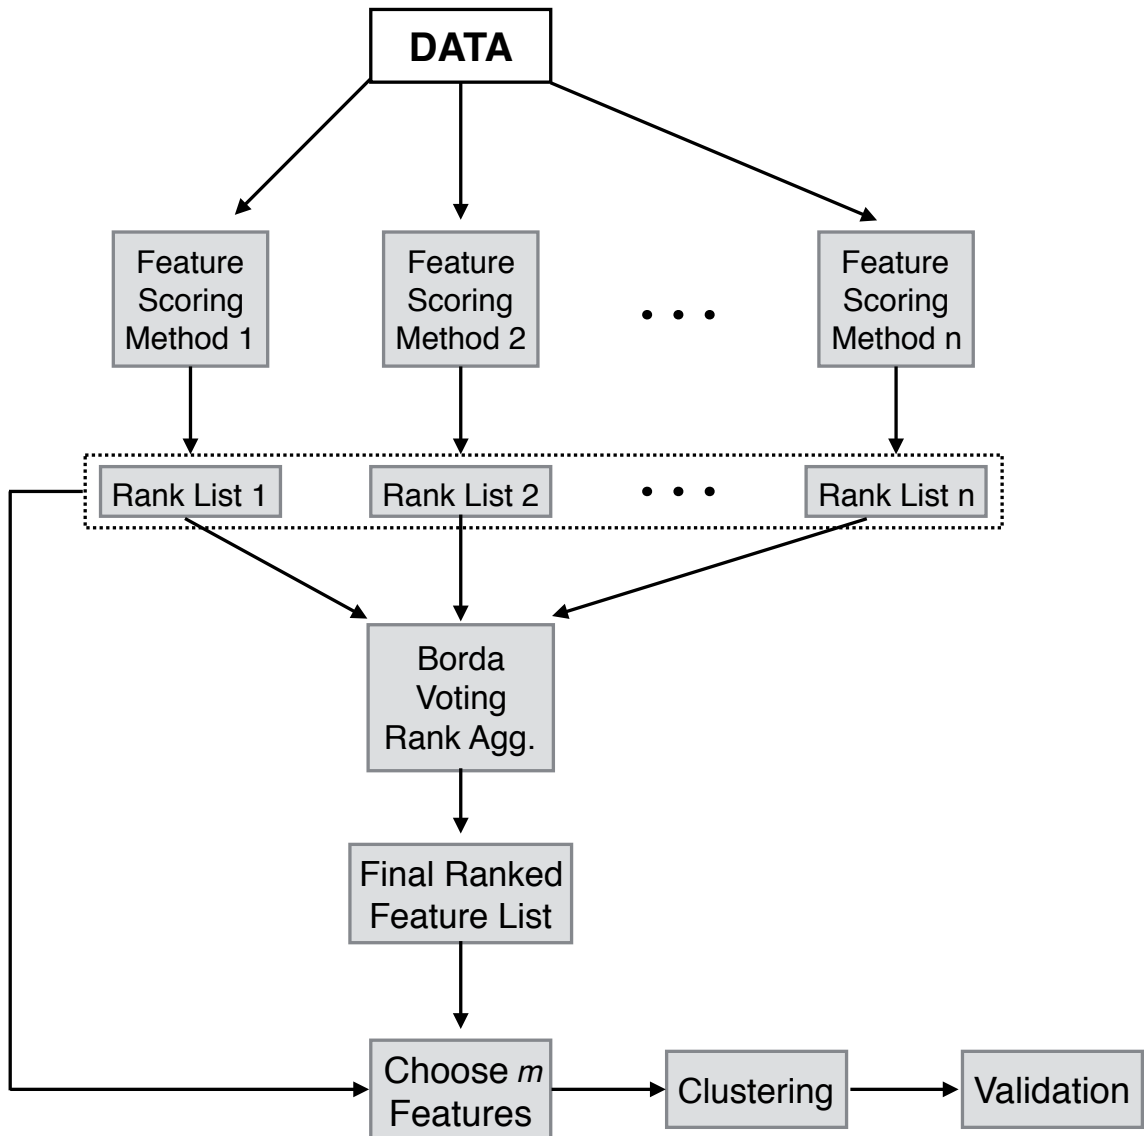 DATA
Feature
Scoring
Method 1
Feature
Scoring
Method 2
• • •
Feature
Scoring
Method n
Rank List 1
Rank List 2
• • •
Rank List n
Borda
Voting
Rank Agg.
Final Ranked
Feature List
Choose m
Features
Clustering
Validation